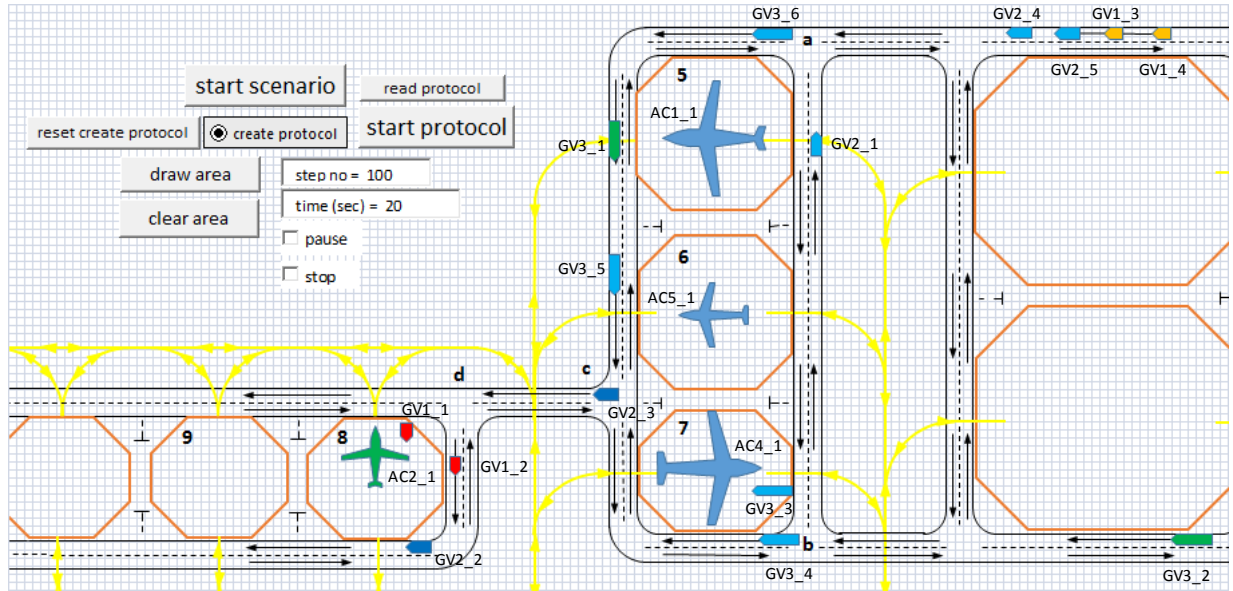 GV3_6
GV2_4
GV1_3
a
GV2_5
GV1_4
start scenario
read protocol
5
reset create protocol
create protocol
start protocol
AC1_1
GV3_1
GV2_1
draw area
step no = 100
clear area
time (sec) = 20
pause
stop
6
GV3_5
AC5_1
d
c
GV1_1
GV2_3
9
8
7
AC4_1
AC2_1
GV1_2
GV3_3
GV2_2
b
GV3_4
GV3_2